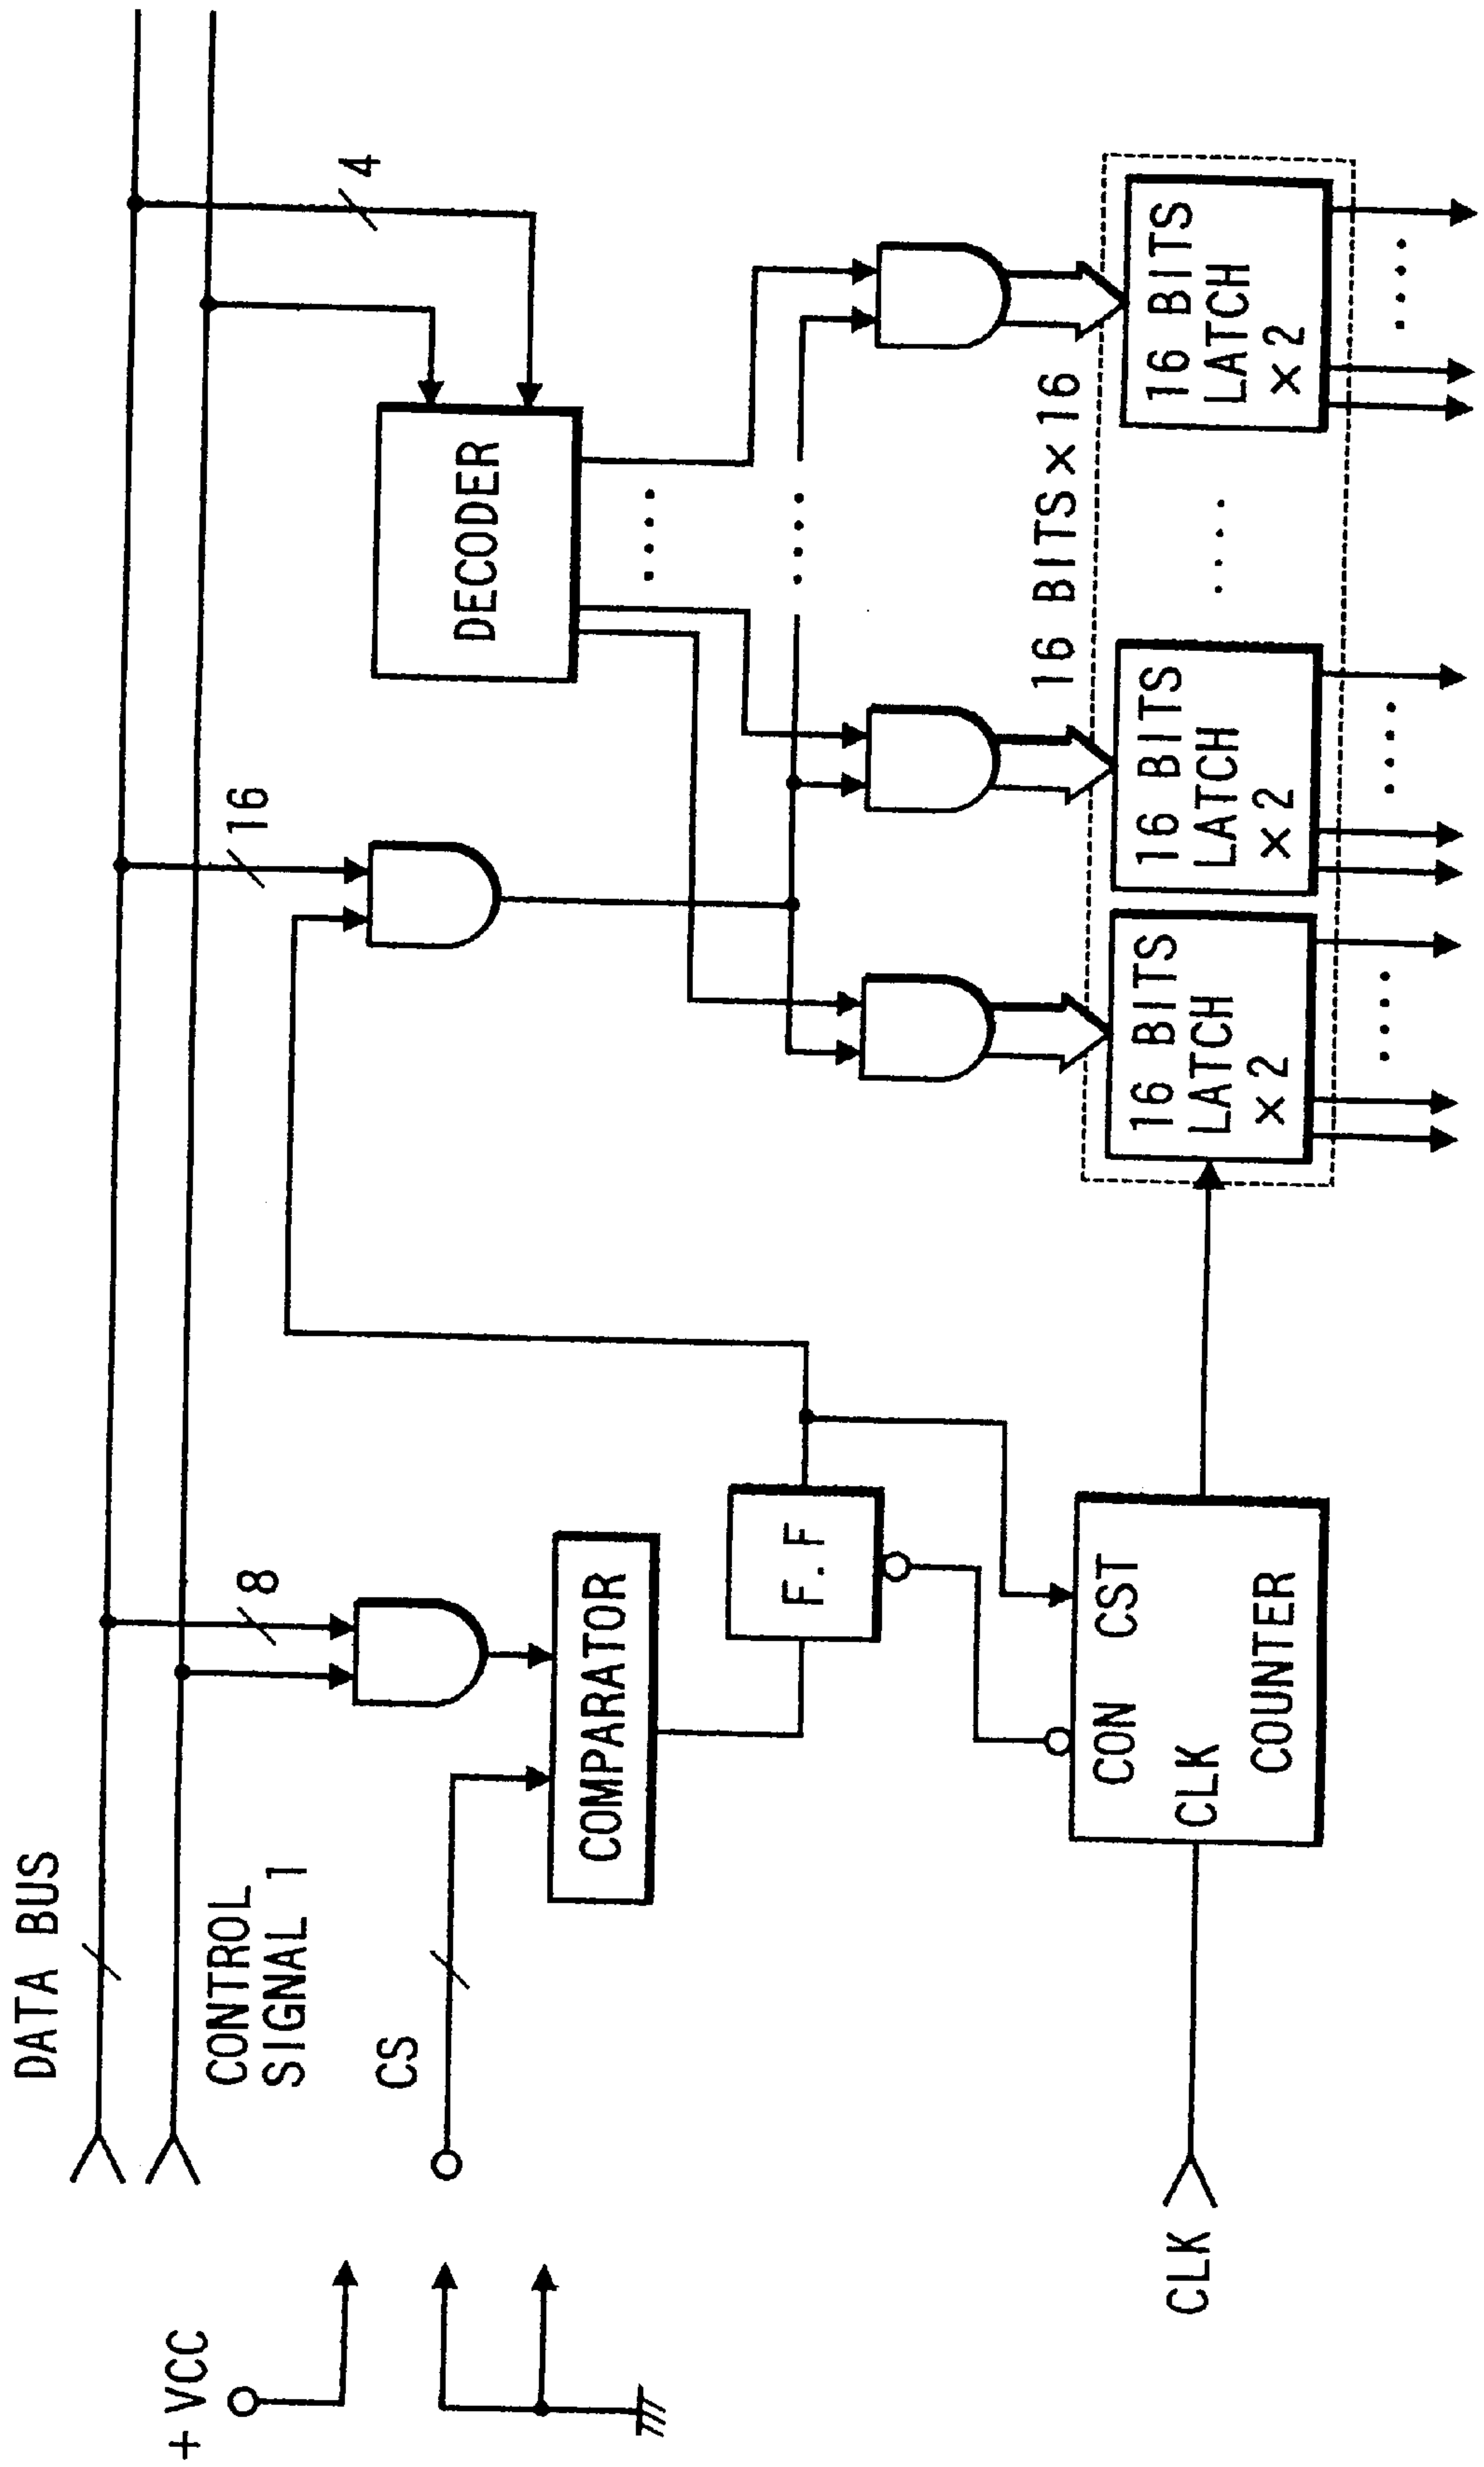 DATA BUS
CONTROL
SIGNAL 1
+ VCC
CS
8
16
4
COMPARATOR
DECODER
F.F
CON CST
CLK
COUNTER
CLK
16 BITS × 16
16 BITS
LATCH
× 2
16 BITS
LATCH
× 2
16 BITS
LATCH
× 2